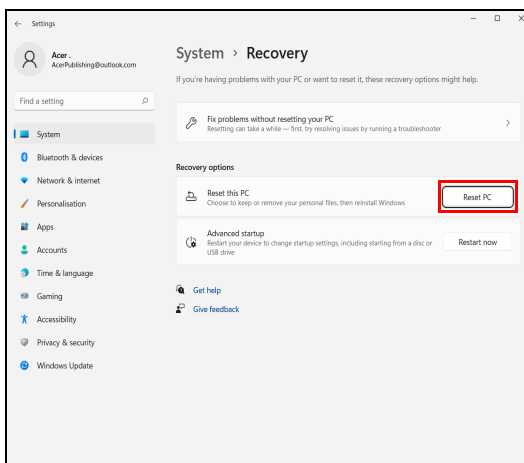 Settings
Acer .
AcerPublishing@outlook.com
Find a setting
System
Bluetooth & devices
Network & internet
Personalisation
Apps
Accounts
Time & language
Gaming
Accessibility
Privacy & security
Windows Update
System > Recovery
If you're having problems with your PC or want to reset it, these recovery options might help.
Fix problems without resetting your PC
Resetting can take a while — first, try resolving issues by running a troubleshooter
Recovery options
Reset this PC
Choose to keep or remove your personal files, then reinstall Windows
Reset PC
Advanced startup
Restart your device to change startup settings, including starting from a disc or
USB drive
Restart now
Get help
Give feedback